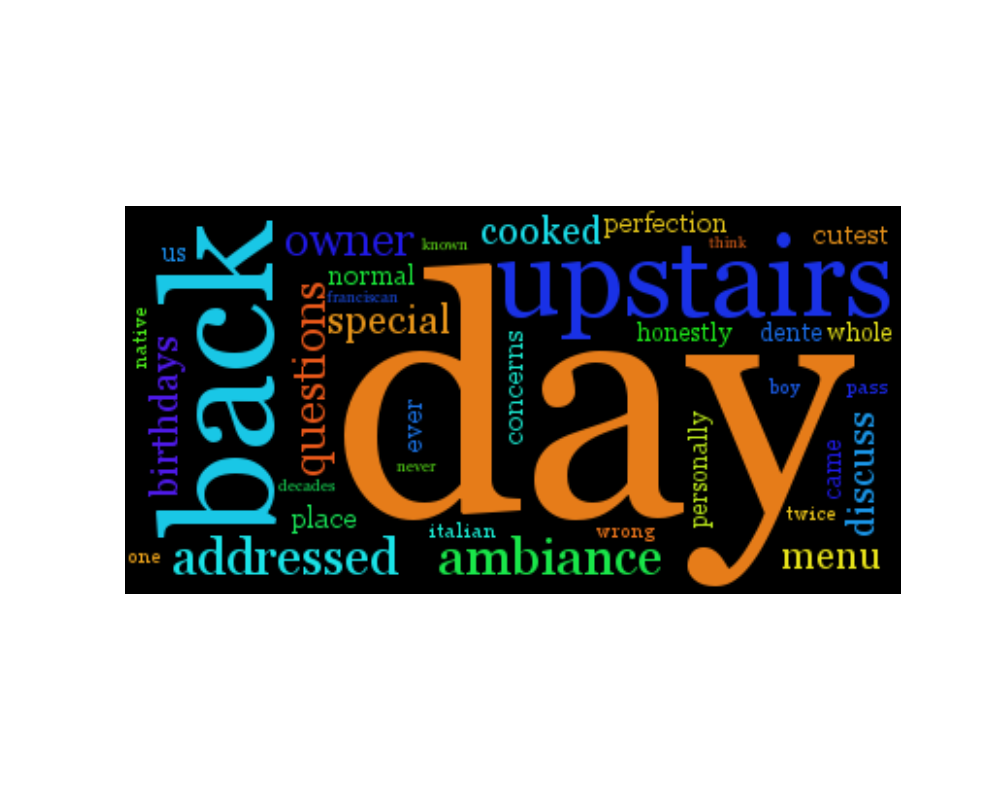 back
us
owner
known
cooked
perfection
think
cutest
upstairs
normal
franciscan
special
questions
native
birthdays
day
concerns
honestly
dente
whole
boy
pass
ever
never
personally
came
discuss
decades
place
italian
wrong
twice
one
addressed
ambiance
menu